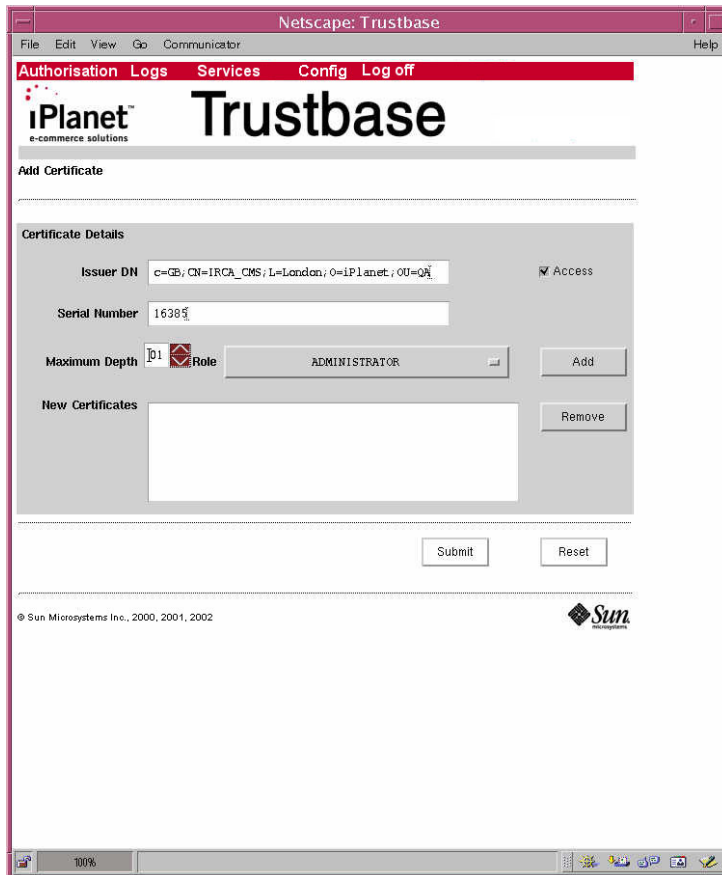 Netscape: Trustbase
File Edit View Go Communicator Help
Authorisation Logs Services Config Log off
iPlanet™
e-commerce solutions
Trustbase
Add Certificate
Certificate Details
Issuer DN c=GB;CN=IRCA_CMS;L=London;O=iPlanet;OU=QA Access
Serial Number 16385
Maximum Depth 01 Role ADMINISTRATOR Add
New Certificates Remove
Submit Reset
© Sun Microsystems Inc., 2000, 2001, 2002
Sun
microsystems
100%